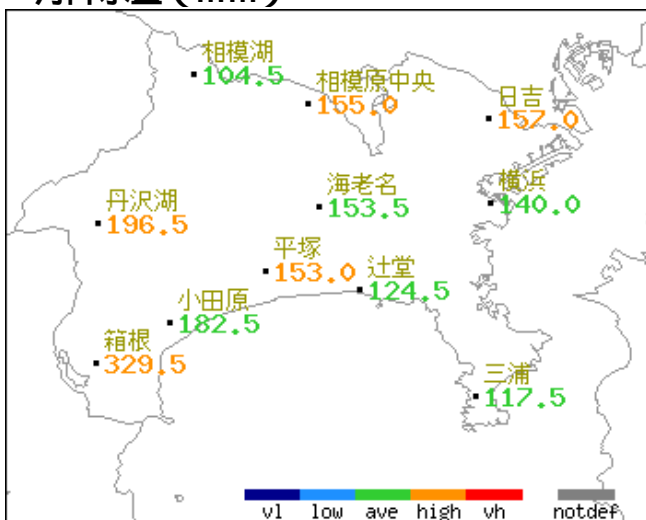 月降水量(mm)
相模湖
104.5
相模原中央
155.0
日吉
157.0
丹沢湖
196.5
海老名
153.5
横浜
140.0
平塚
153.0
辻堂
124.5
小田原
182.5
箱根
329.5
三浦
117.5
vl low ave high vh notdef